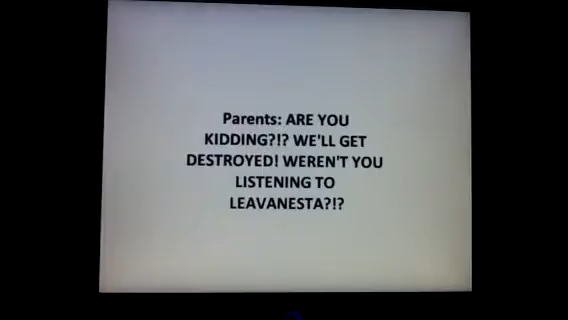 Parents: ARE YOU
KIDDING?!? WE'LL GET
DESTROYED! WEREN'T YOU
LISTENING TO
LEAVANESTA?!?